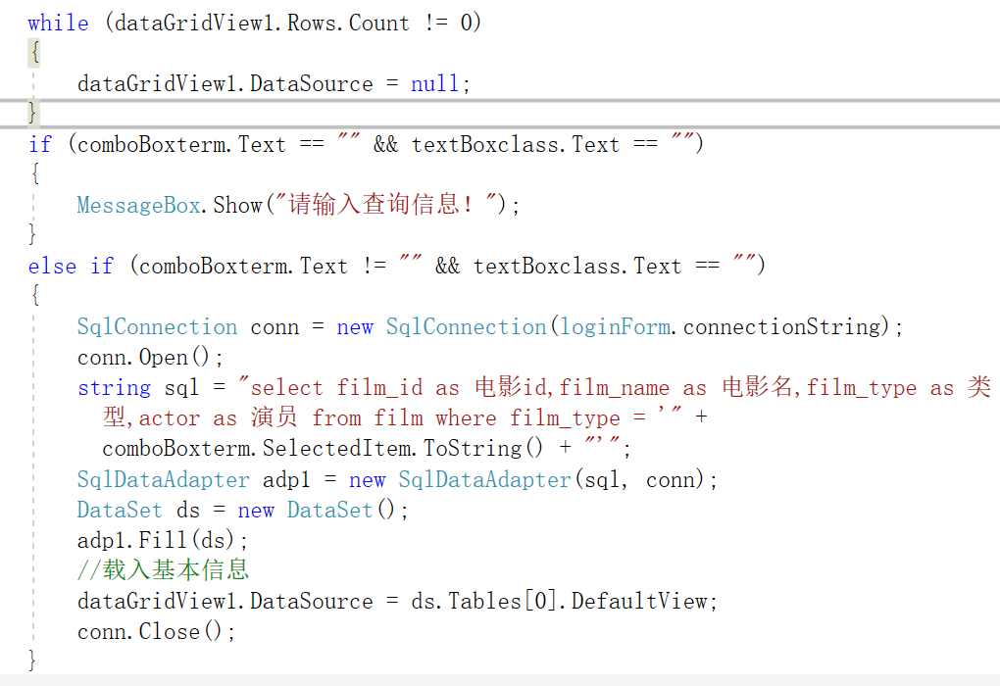 while (dataGridView1.Rows.Count != 0)
{
dataGridView1.DataSource = null;
}
if (comboBoxterm.Text == "" && textBoxclass.Text == "")
{
MessageBox.Show("请输入查询信息！");
}
else if (comboBoxterm.Text != "" && textBoxclass.Text == "")
{
SqlConnection conn = new SqlConnection(loginForm.connectionString);
conn.Open();
string sql = "select film_id as 电影id,film_name as 电影名,film_type as 类
型,actor as 演员 from film where film_type = '" +
comboBoxterm.SelectedItem.ToString() + "'";
SqlDataAdapter adp1 = new SqlDataAdapter(sql, conn);
DataSet ds = new DataSet();
adp1.Fill(ds);
//载入基本信息
dataGridView1.DataSource = ds.Tables[0].DefaultView;
conn.Close();
}